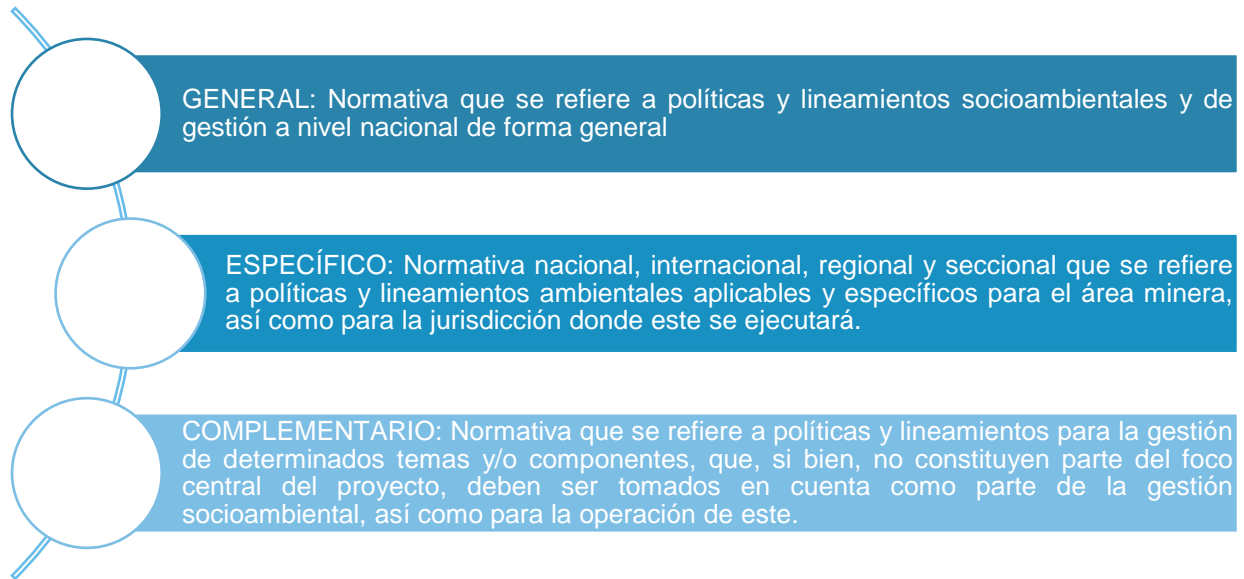 GENERAL: Normativa que se refiere a políticas y lineamientos socioambientales y de
gestión a nivel nacional de forma general
ESPECÍFICO: Normativa nacional, internacional, regional y seccional que se refiere
a políticas y lineamientos ambientales aplicables y específicos para el área minera,
así como para la jurisdicción donde este se ejecutará.
COMPLEMENTARIO: Normativa que se refiere a políticas y lineamientos para la gestión
de determinados temas y/o componentes, que, si bien, no constituyen parte del foco
central del proyecto, deben ser tomados en cuenta como parte de la gestión
socioambiental, así como para la operación de este.